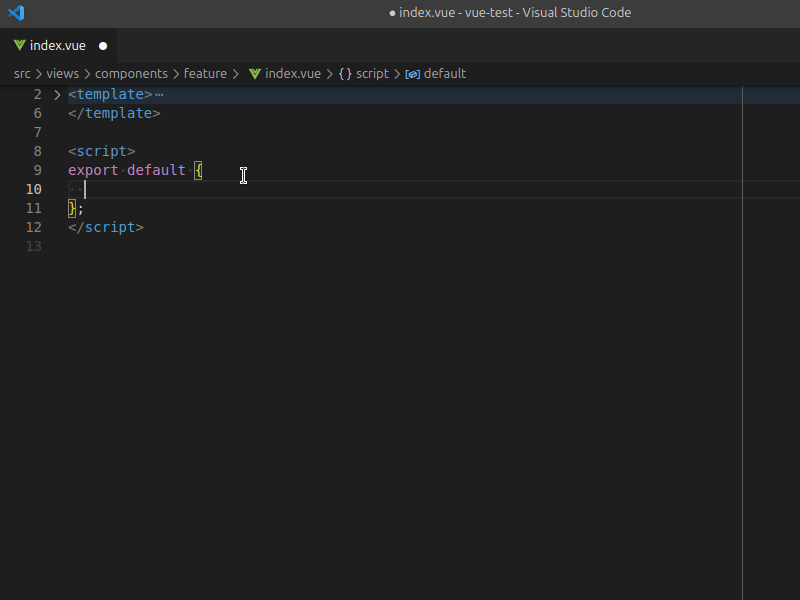 ● index.vue - vue-test - Visual Studio Code
index.vue ●
src > views > components > feature > index.vue > {} script > default
2 > <template>⋯
6 </template>
7
8 <script>
9 export·default·{
10 ··
11 };
12 </script>
13